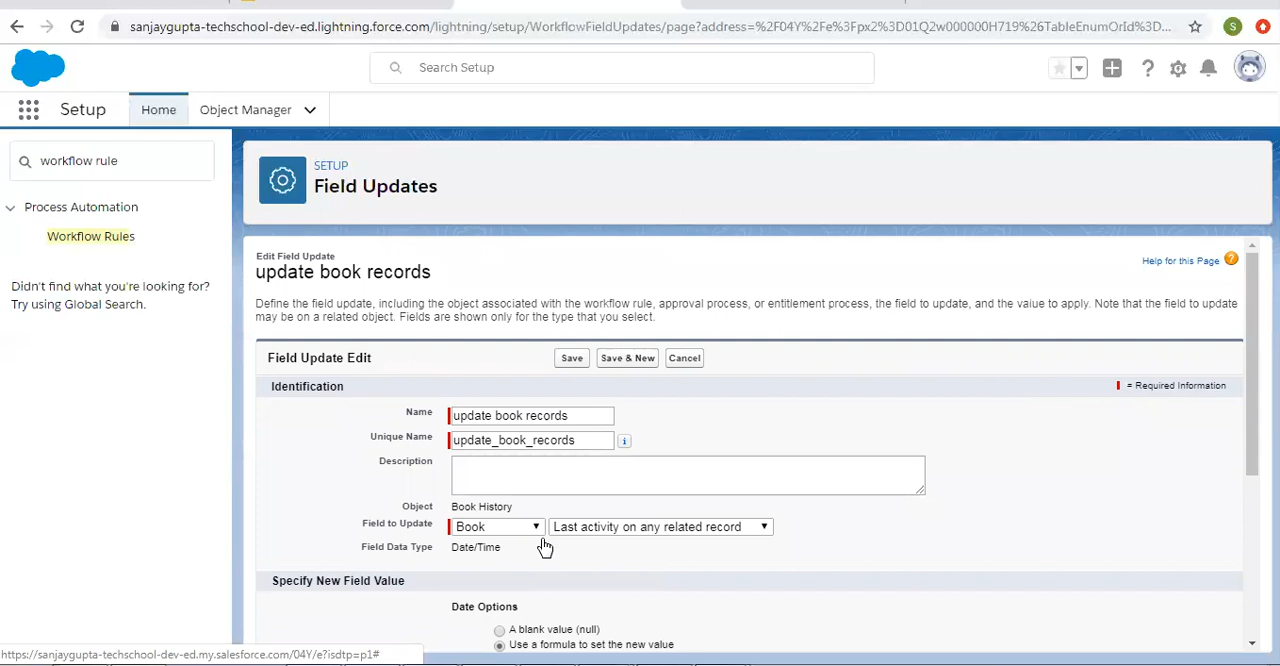 sanjaygupta-techschool-dev-ed.lightning.force.com/lightning/setup/WorkflowFieldUpdates/page?address=%2F04Y%2Fe%3Fpx2%3D01Q2w000000H719%26TableEnumOrId%3D...
S
Search Setup
Setup
Home
Object Manager
workflow rule
Process Automation
Workflow Rules
Didn't find what you're looking for?
Try using Global Search.
SETUP
Field Updates
Edit Field Update
update book records
Help for this Page ?
Define the field update, including the object associated with the workflow rule, approval process, or entitlement process, the field to update, and the value to apply. Note that the field to update
may be on a related object. Fields are shown only for the type that you select.
Field Update Edit
Save
Save & New
Cancel
Identification
= Required Information
Name
update book records
Unique Name
update_book_records
i
Description
Object
Book History
Field to Update
Book
Last activity on any related record
Field Data Type
Date/Time
Specify New Field Value
Date Options
A blank value (null)
Use a formula to set the new value
https://sanjaygupta-techschool-dev-ed.my.salesforce.com/04Y/e?isdtp=p1#